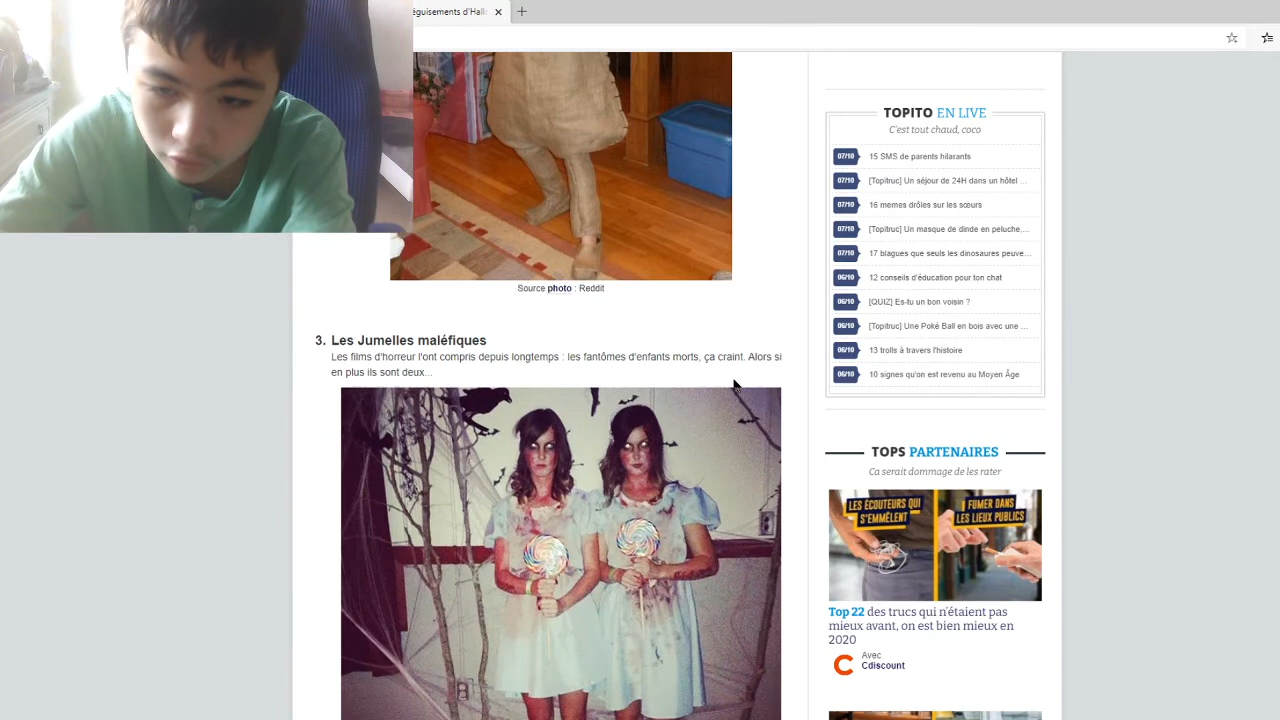 éguisements d'Hall
Source photo : Reddit
3. Les Jumelles maléfiques
Les films d'horreur l'ont compris depuis longtemps : les fantômes d'enfants morts, ça craint. Alors si
en plus ils sont deux...
TOPITO EN LIVE
C'est tout chaud, coco
07/10 15 SMS de parents hilarants
07/10 [Topitruc] Un séjour de 24H dans un hôtel ...
07/10 16 memes drôles sur les sœurs
07/10 [Topitruc] Un masque de dinde en peluche,...
07/10 17 blagues que seuls les dinosaures peuve...
06/10 12 conseils d'éducation pour ton chat
06/10 [QUIZ] Es-tu un bon voisin ?
06/10 [Topitruc] Une Poké Ball en bois avec une ...
06/10 13 trolls à travers l'histoire
06/10 10 signes qu'on est revenu au Moyen Âge
TOPS PARTENAIRES
Ca serait dommage de les rater
LES ÉCOUTEURS QUI
S'EMMÊLENT
FUMER DANS
LES LIEUX PUBLICS
Top 22 des trucs qui n'étaient pas
mieux avant, on est bien mieux en
2020
Avec
Cdiscount